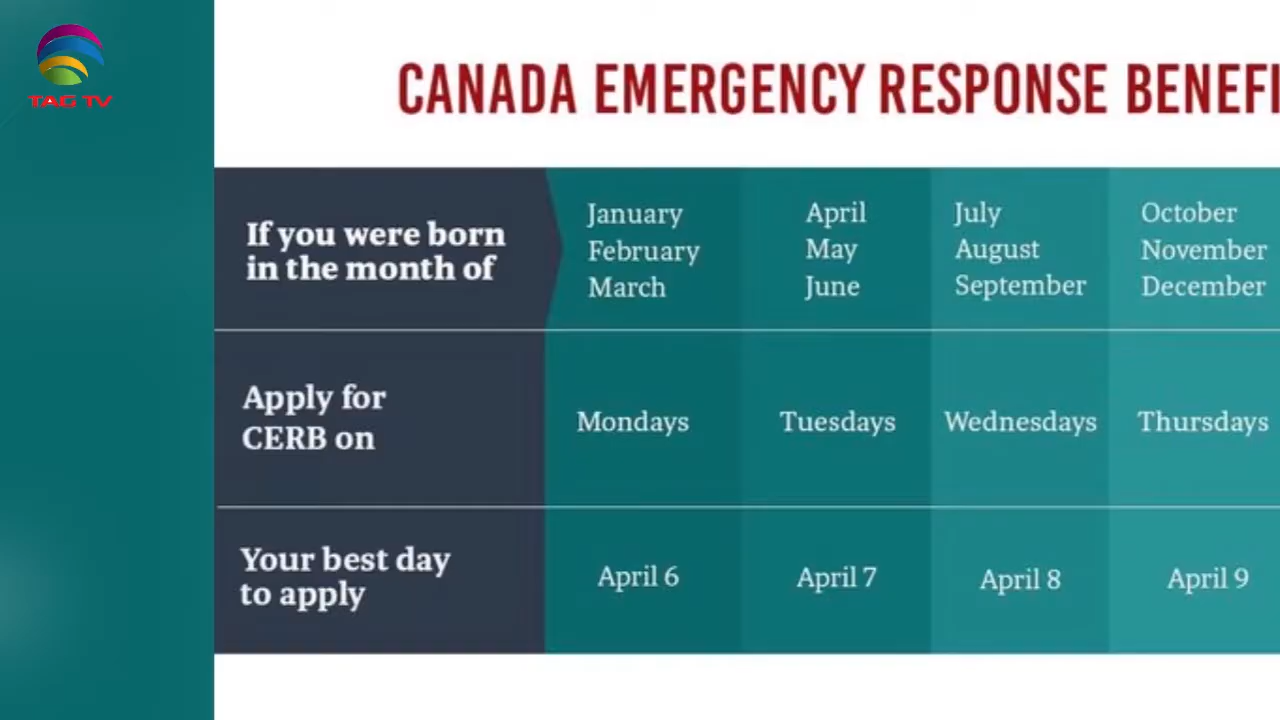 TAG TV
CANADA EMERGENCY RESPONSE BENEFI
If you were born
in the month of
January
February
March
April
May
June
July
August
September
October
November
December
Apply for
CERB on
Mondays
Tuesdays
Wednesdays
Thursdays
Your best day
to apply
April 6
April 7
April 8
April 9